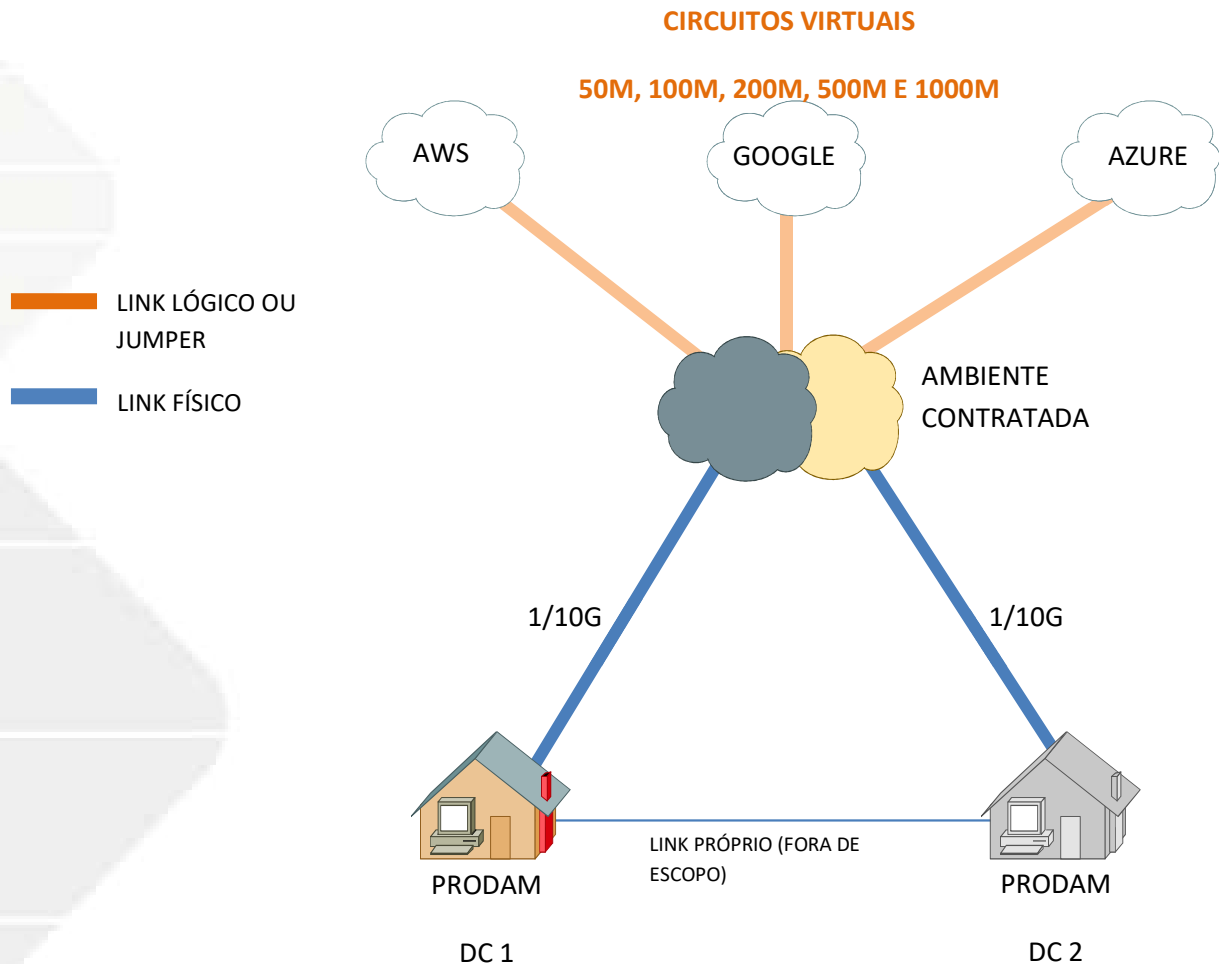 CIRCUITOS VIRTUAIS
50M, 100M, 200M, 500M E 1000M
AWS
GOOGLE
AZURE
LINK LÓGICO OU
JUMPER
LINK FÍSICO
AMBIENTE
CONTRATADA
1/10G
1/10G
LINK PRÓPRIO (FORA DE
ESCOPO)
PRODAM
DC 1
PRODAM
DC 2